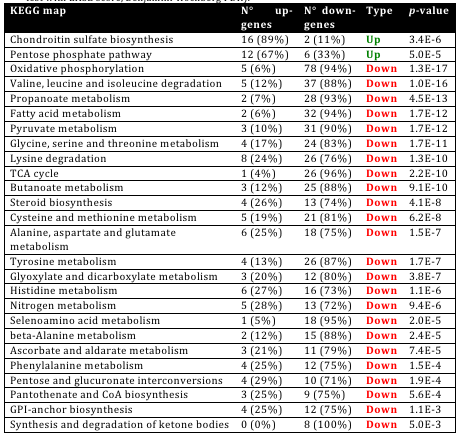 KEGG map N° up-genes N° down-genes Type p-value
Chondroitin sulfate biosynthesis 16 (89%) 2 (11%) Up 3.4E-6
Pentose phosphate pathway 12 (67%) 6 (33%) Up 5.0E-5
Oxidative phosphorylation 5 (6%) 78 (94%) Down 1.3E-17
Valine, leucine and isoleucine degradation 5 (12%) 37 (88%) Down 1.0E-16
Propanoate metabolism 2 (7%) 28 (93%) Down 4.5E-13
Fatty acid metabolism 2 (6%) 32 (94%) Down 1.7E-12
Pyruvate metabolism 3 (10%) 31 (90%) Down 1.7E-12
Glycine, serine and threonine metabolism 4 (17%) 24 (83%) Down 1.7E-11
Lysine degradation 8 (24%) 26 (76%) Down 1.3E-10
TCA cycle 1 (4%) 26 (96%) Down 2.2E-10
Butanoate metabolism 3 (12%) 25 (88%) Down 9.1E-10
Steroid biosynthesis 4 (26%) 13 (74%) Down 4.1E-8
Cysteine and methionine metabolism 5 (19%) 21 (81%) Down 6.2E-8
Alanine, aspartate and glutamate metabolism 6 (25%) 18 (75%) Down 1.5E-7
Tyrosine metabolism 4 (13%) 26 (87%) Down 1.7E-7
Glyoxylate and dicarboxylate metabolism 3 (20%) 12 (80%) Down 3.8E-7
Histidine metabolism 6 (27%) 16 (73%) Down 1.1E-6
Nitrogen metabolism 5 (28%) 13 (72%) Down 9.4E-6
Selenoamino acid metabolism 1 (5%) 18 (95%) Down 2.0E-5
beta-Alanine metabolism 2 (12%) 15 (88%) Down 2.4E-5
Ascorbate and aldarate metabolism 3 (21%) 11 (79%) Down 7.4E-5
Phenylalanine metabolism 4 (25%) 12 (75%) Down 1.5E-4
Pentose and glucuronate interconversions 4 (29%) 10 (71%) Down 1.9E-4
Pantothenate and CoA biosynthesis 3 (25%) 9 (75%) Down 5.6E-4
GPI-anchor biosynthesis 4 (25%) 12 (75%) Down 1.1E-3
Synthesis and degradation of ketone bodies 0 (0%) 8 (100%) Down 5.0E-3